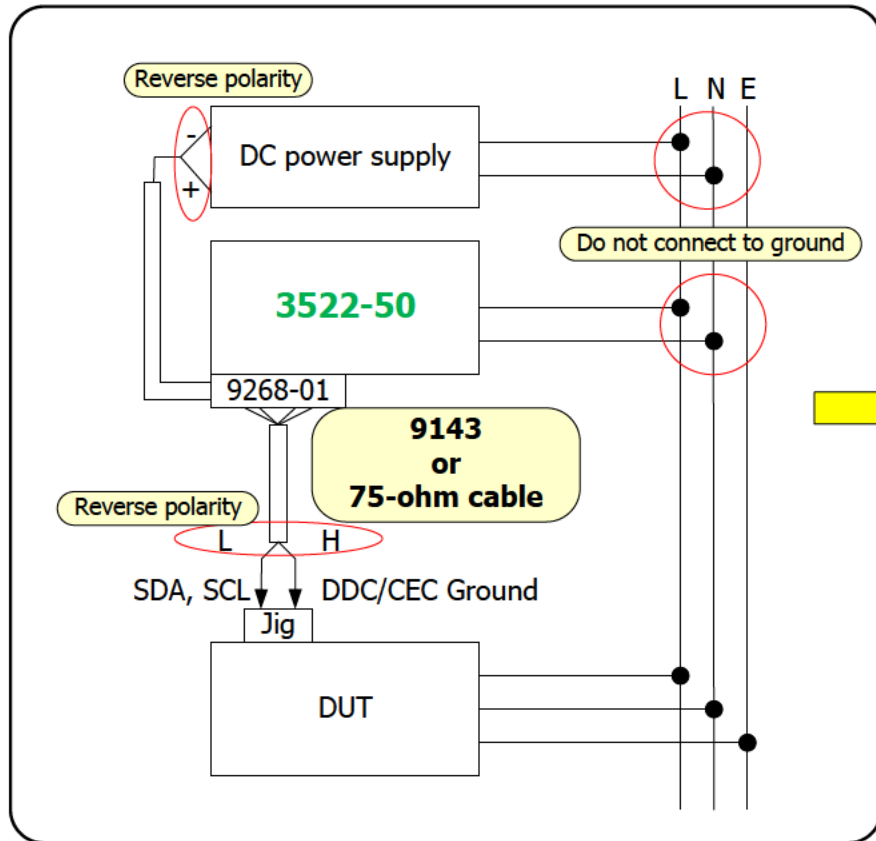 Reverse polarity
L N E
-
DC power supply
+
Do not connect to ground
3522-50
9268-01
9143
or
75-ohm cable
Reverse polarity
L H
SDA, SCL DDC/CEC Ground
Jig
DUT